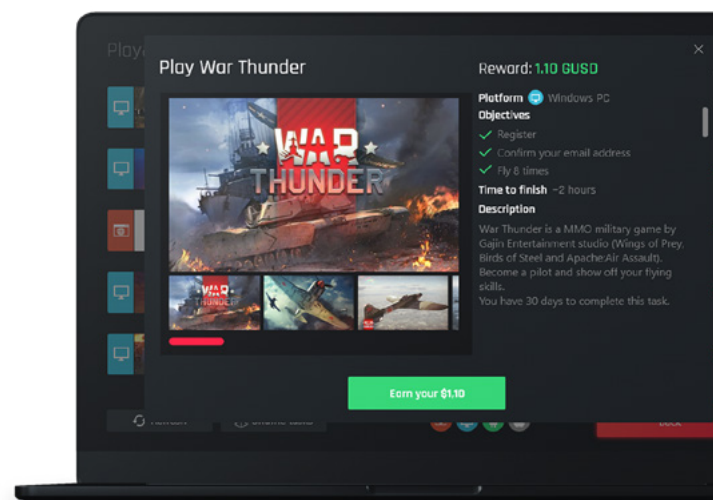 Play
Play War Thunder
Reward: 1.10 GUSD
Platform Windows PC
Objectives
Register
Confirm your email address
Fly 8 times
Time to finish ~2 hours
Description
War Thunder is a MMO military game by
Gajin Entertainment studio (Wings of Prey,
Birds of Steel and Apache:Air Assault).
Become a pilot and show off your flying
skills.
You have 30 days to complete this task.
WAR
THUNDER
WAR
THUNDER
Earn your $1.10